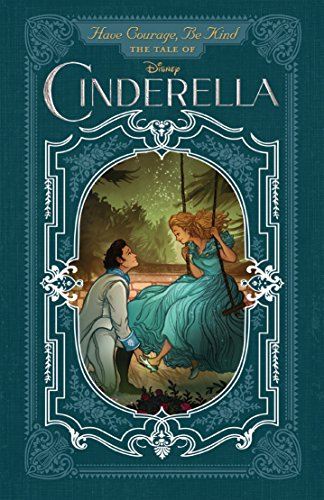 Have Courage, Be Kind
THE TALE OF
DISNEY
CINDERELLA